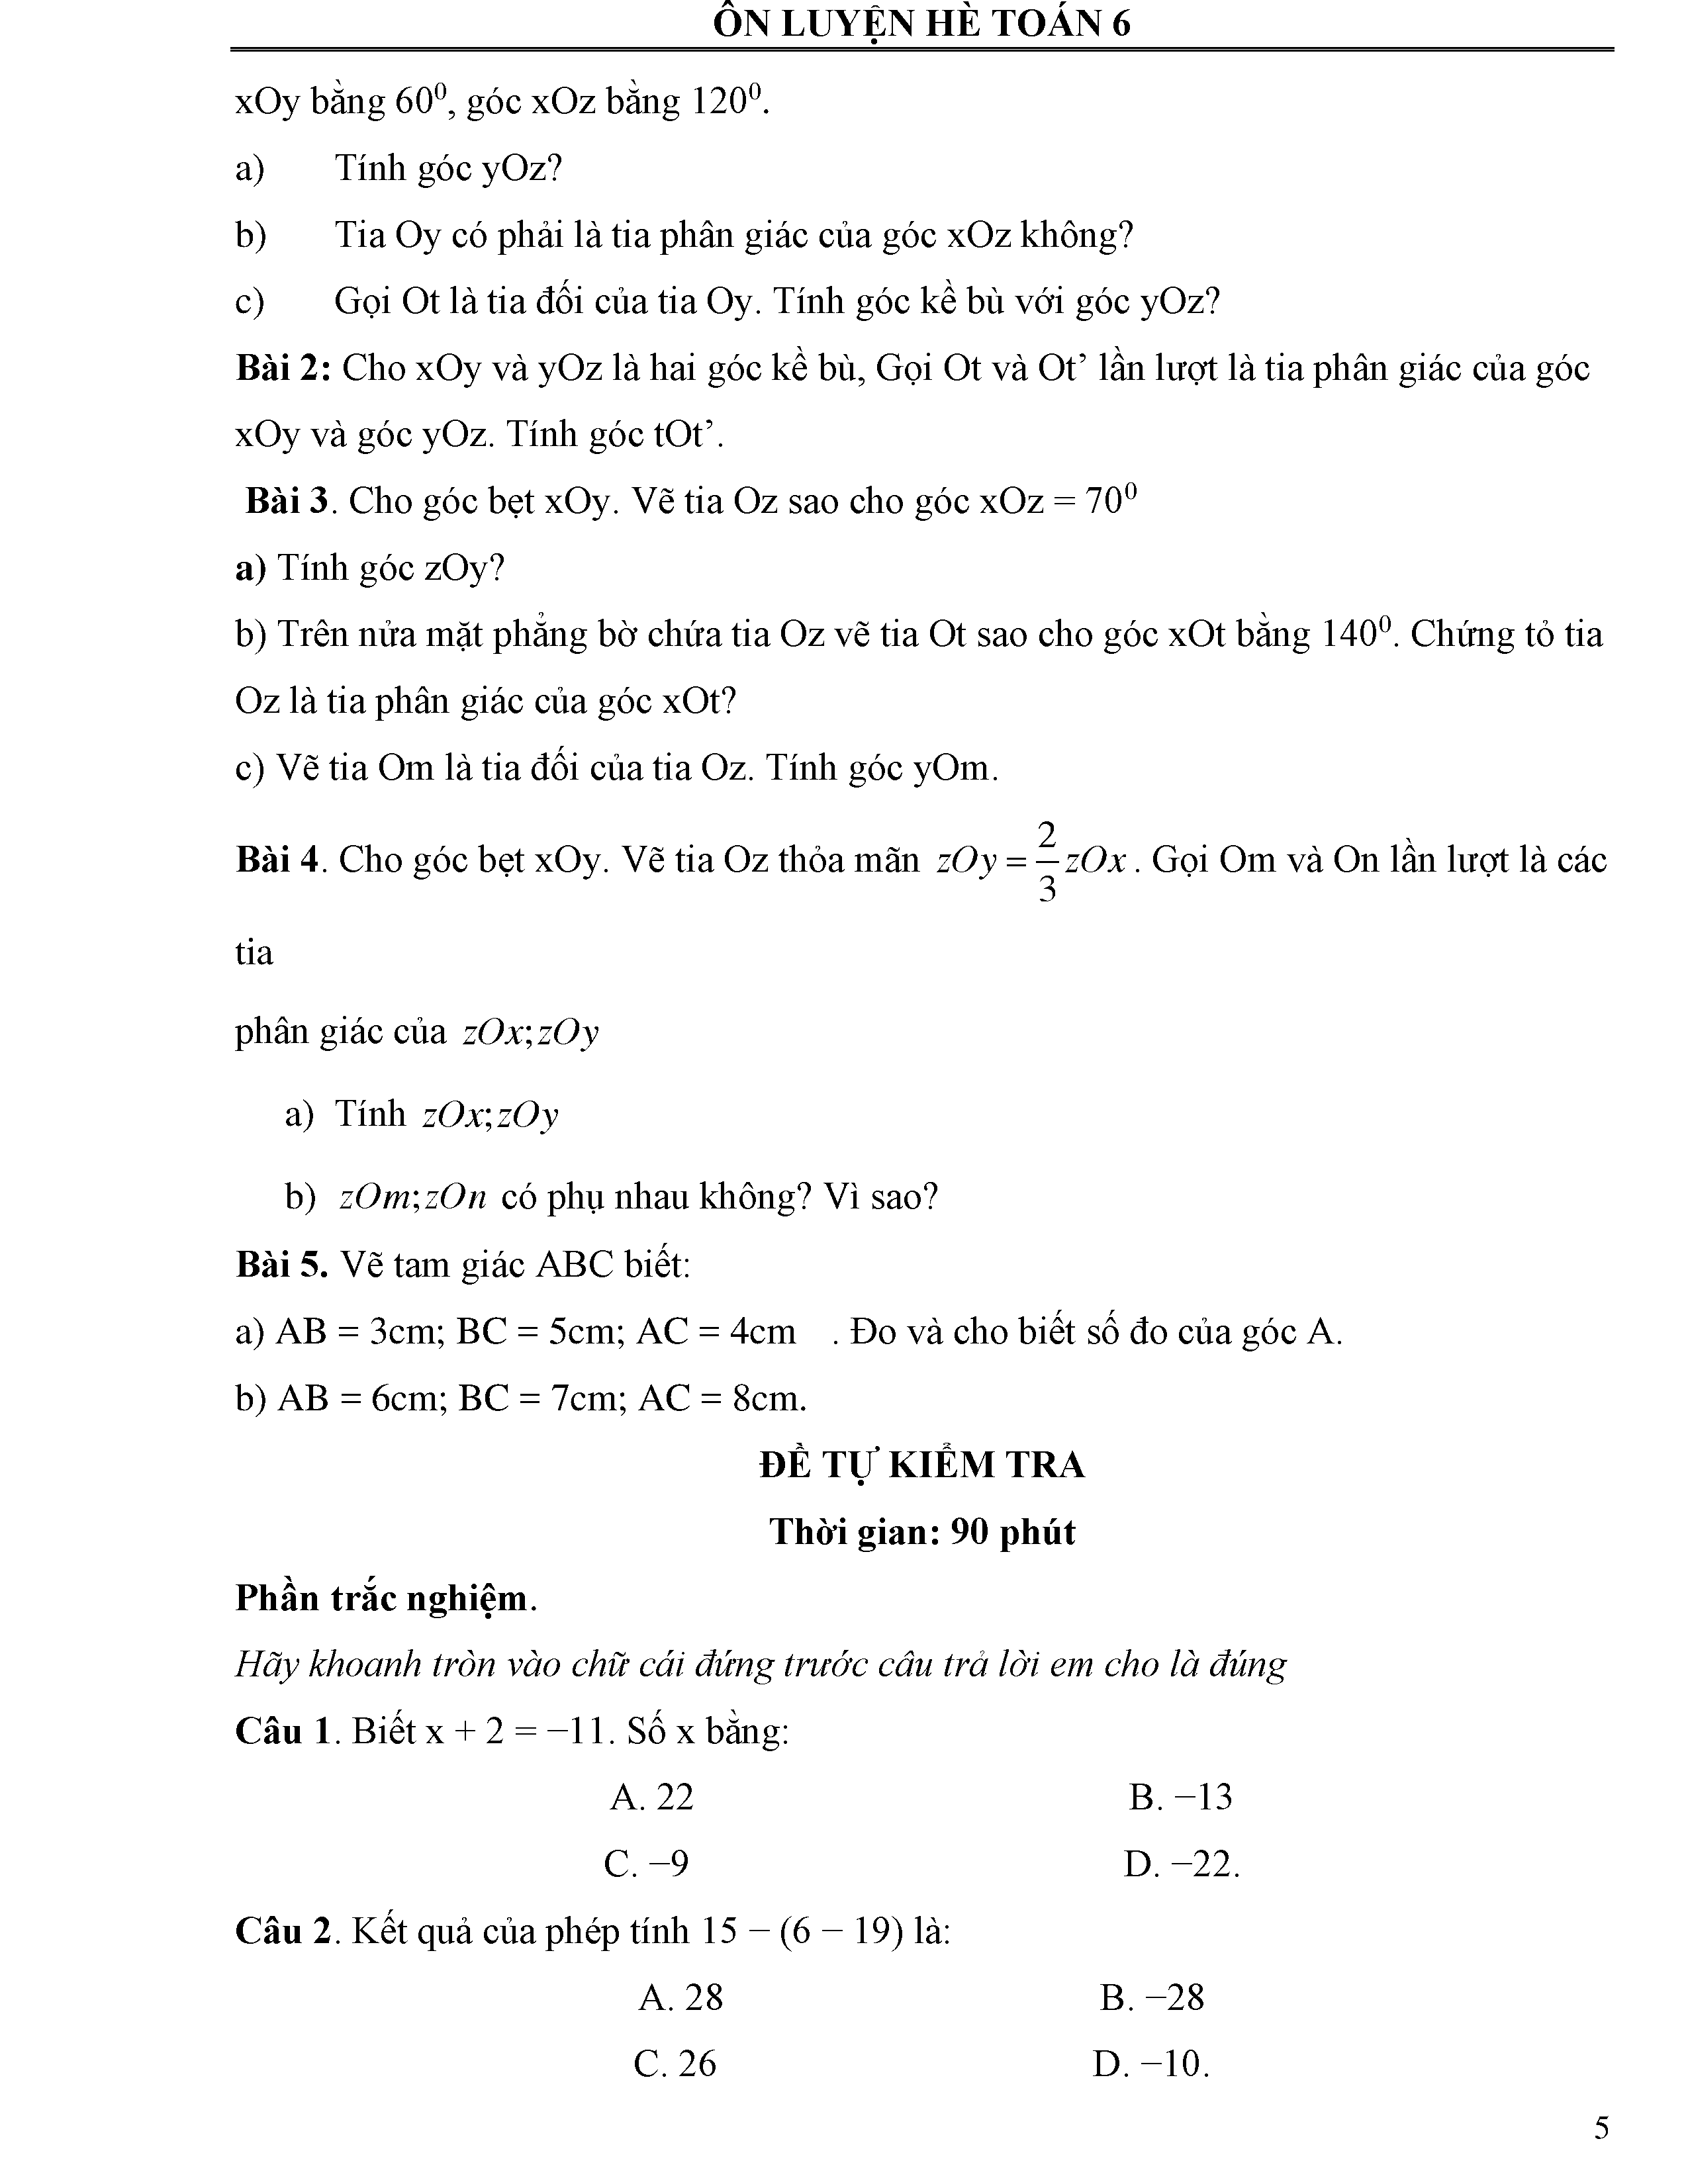 ÔN LUYỆN HÈ TOÁN 6
xOy bằng 60⁰, góc xOz bằng 120⁰.
a) Tính góc yOz?
b) Tia Oy có phải là tia phân giác của góc xOz không?
c) Gọi Ot là tia đối của tia Oy. Tính góc kề bù với góc yOz?
Bài 2: Cho xOy và yOz là hai góc kề bù, Gọi Ot và Ot’ lần lượt là tia phân giác của góc
xOy và góc yOz. Tính góc tOt’.
Bài 3. Cho góc bẹt xOy. Vẽ tia Oz sao cho góc xOz = 70⁰
a) Tính góc zOy?
b) Trên nửa mặt phẳng bờ chứa tia Oz vẽ tia Ot sao cho góc xOt bằng 140⁰. Chứng tỏ tia
Oz là tia phân giác của góc xOt?
c) Vẽ tia Om là tia đối của tia Oz. Tính góc yOm.
Bài 4. Cho góc bẹt xOy. Vẽ tia Oz thỏa mãn zOy = 2/3 zOx . Gọi Om và On lần lượt là các
tia
phân giác của zOx; zOy
a) Tính zOx; zOy
b) zOm; zOn có phụ nhau không? Vì sao?
Bài 5. Vẽ tam giác ABC biết:
a) AB = 3cm; BC = 5cm; AC = 4cm . Đo và cho biết số đo của góc A.
b) AB = 6cm; BC = 7cm; AC = 8cm.
ĐỀ TỰ KIỂM TRA
Thời gian: 90 phút
Phần trắc nghiệm.
Hãy khoanh tròn vào chữ cái đứng trước câu trả lời em cho là đúng
Câu 1. Biết x + 2 = −11. Số x bằng:
A. 22 B. −13
C. −9 D. −22.
Câu 2. Kết quả của phép tính 15 − (6 − 19) là:
A. 28 B. −28
C. 26 D. −10.
5